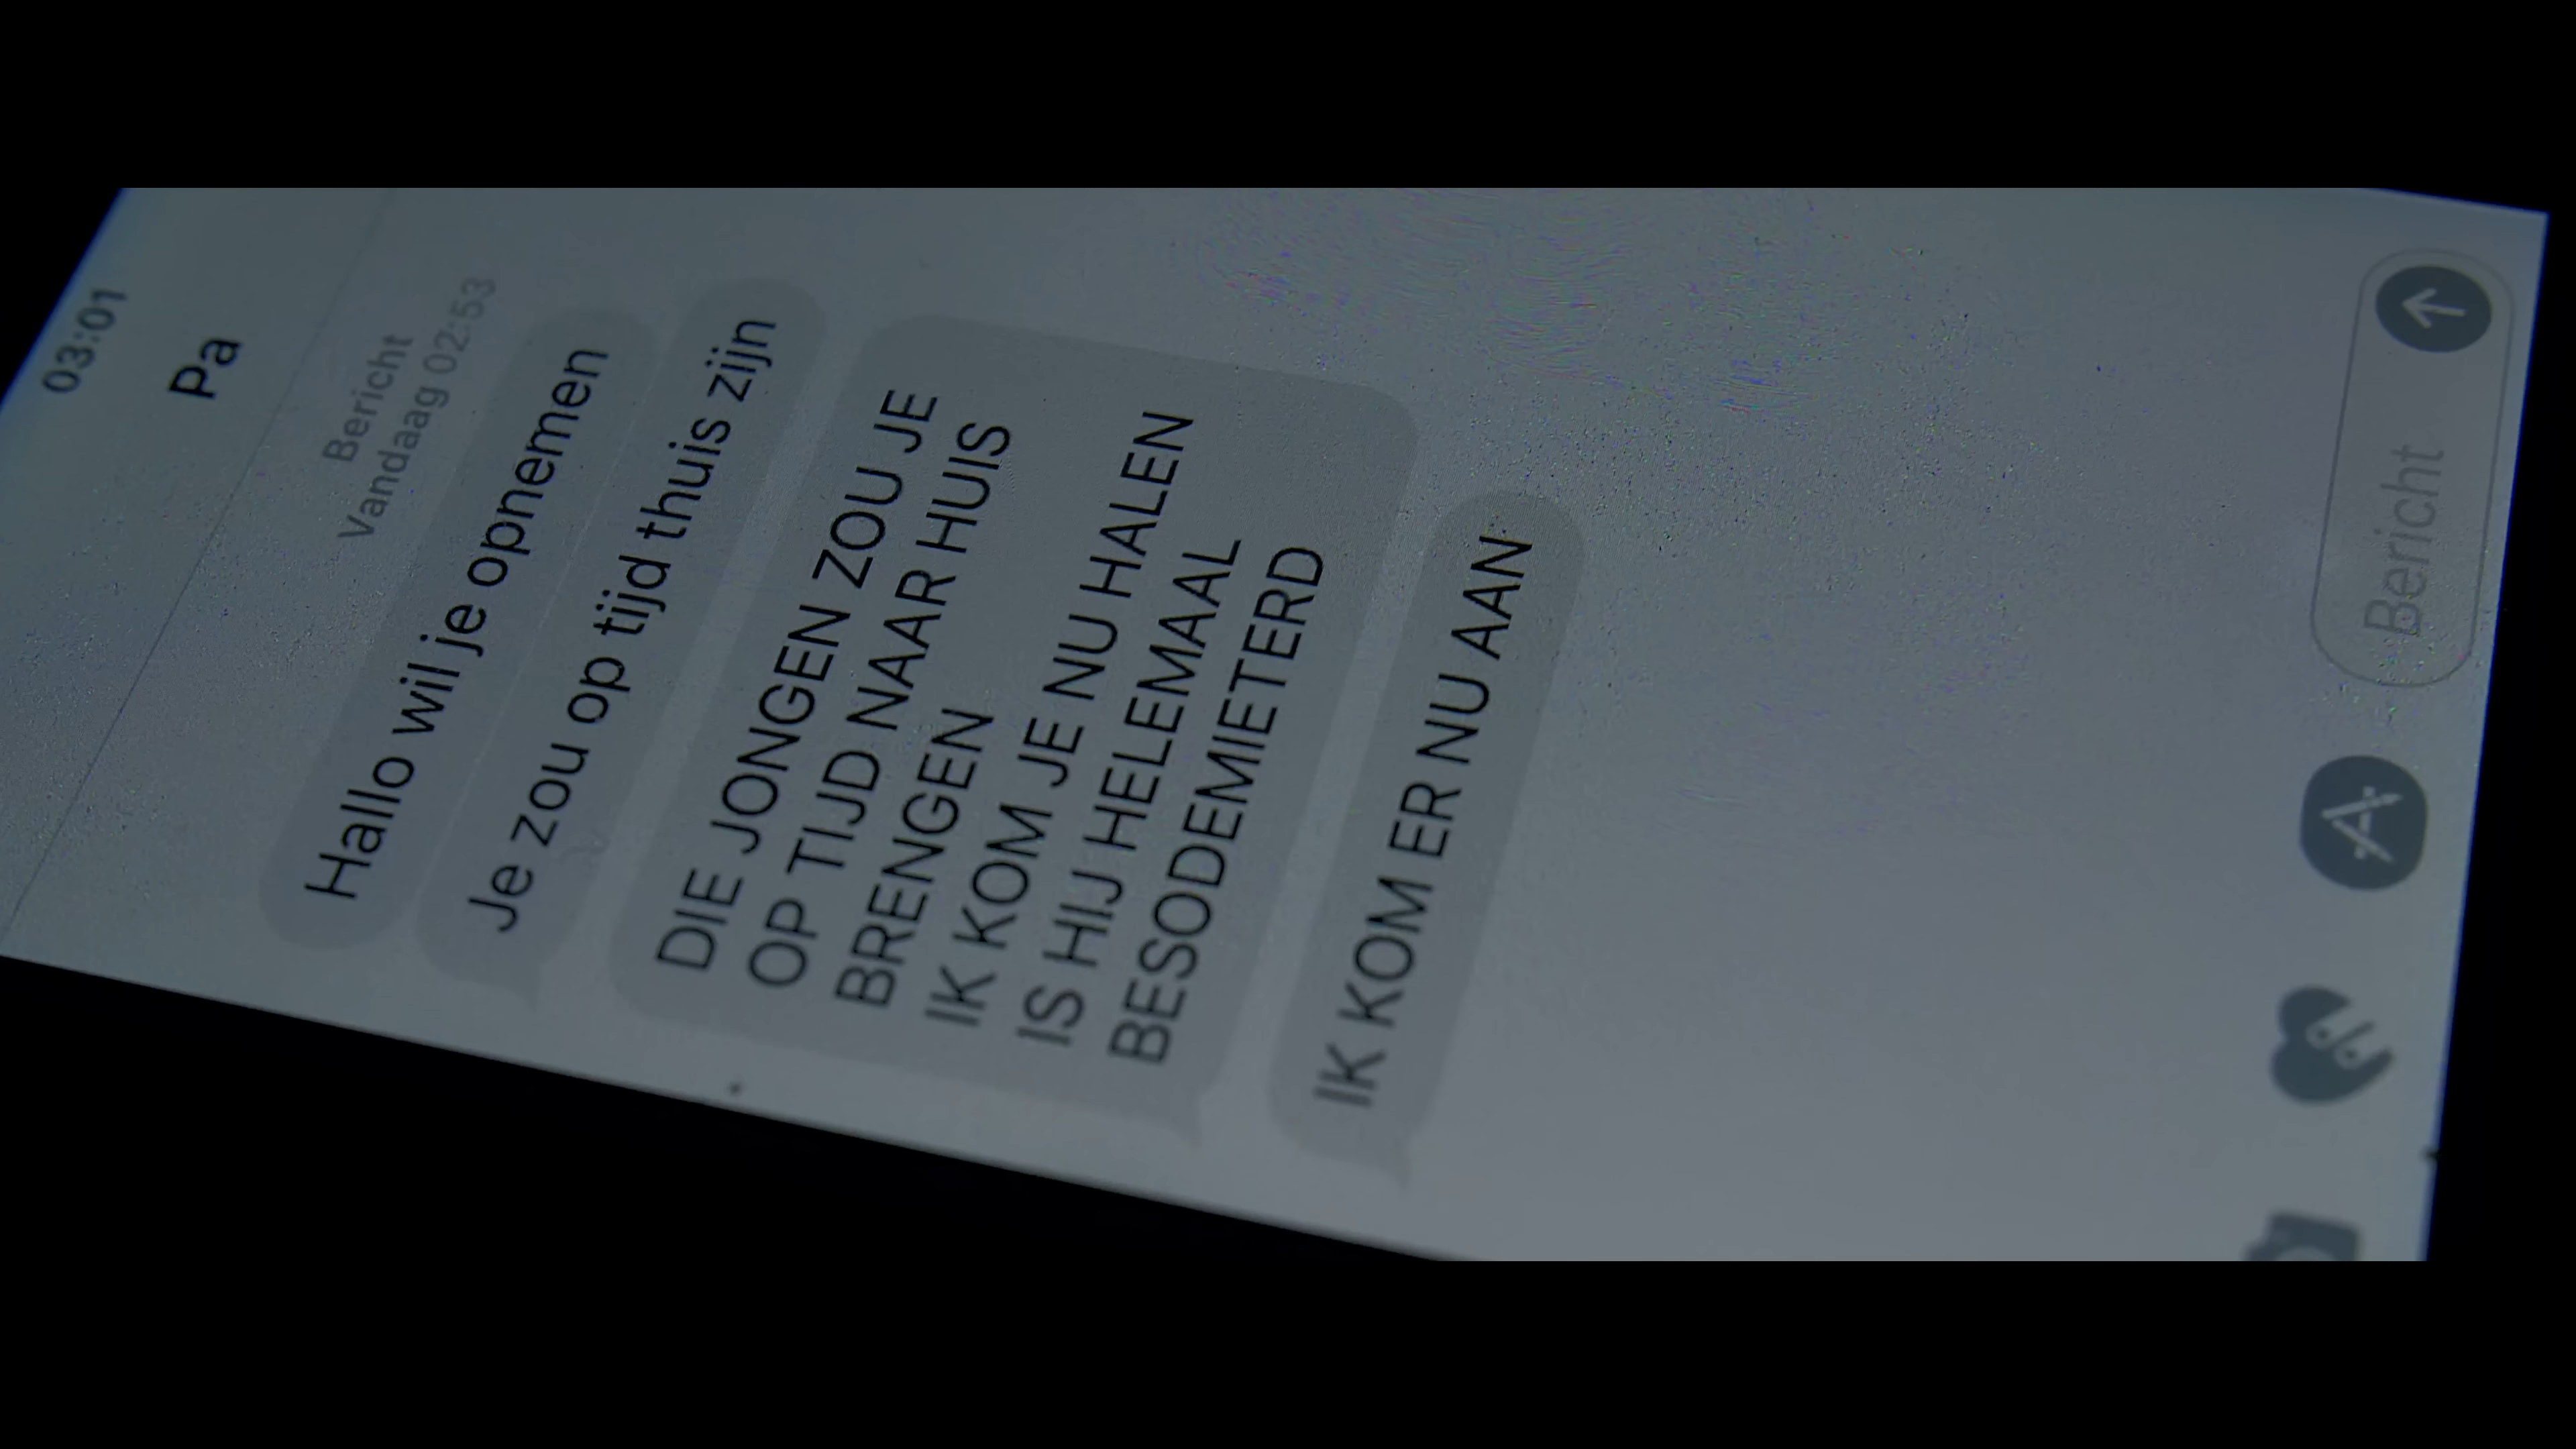 03:01
Pa
Bericht
Vandaag 02:53
Hallo wil je opnemen
Je zou op tijd thuis zijn
DIE JONGEN ZOU JE
OP TIJD NAAR HUIS
BRENGEN
IK KOM JE NU HALEN
IS HIJ HELEMAAL
BESODEMIETERD
IK KOM ER NU AAN
Bericht